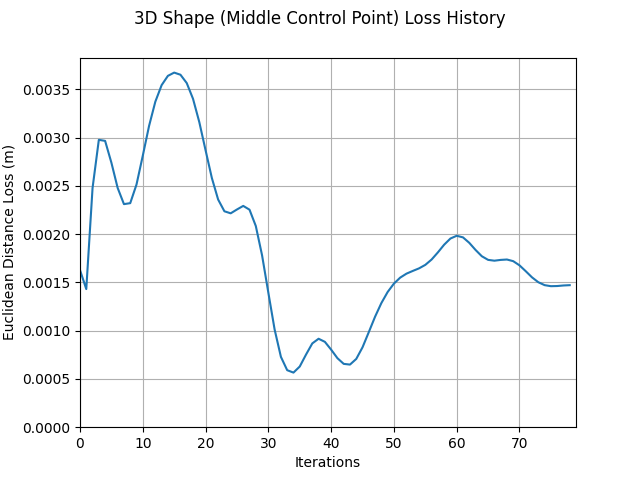 3D Shape (Middle Control Point) Loss History
Euclidean Distance Loss (m)
0.0035
0.0030
0.0025
0.0020
0.0015
0.0010
0.0005
0.0000
0 10 20 30 40 50 60 70
Iterations